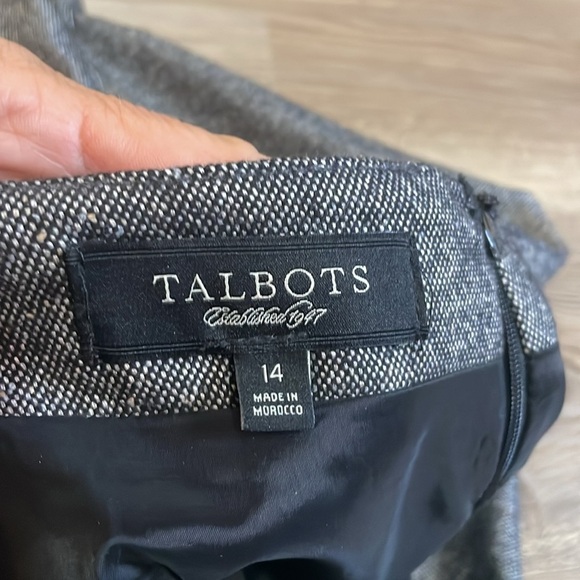 TALBOTS
Established 1947
14
MADE IN
MOROCCO